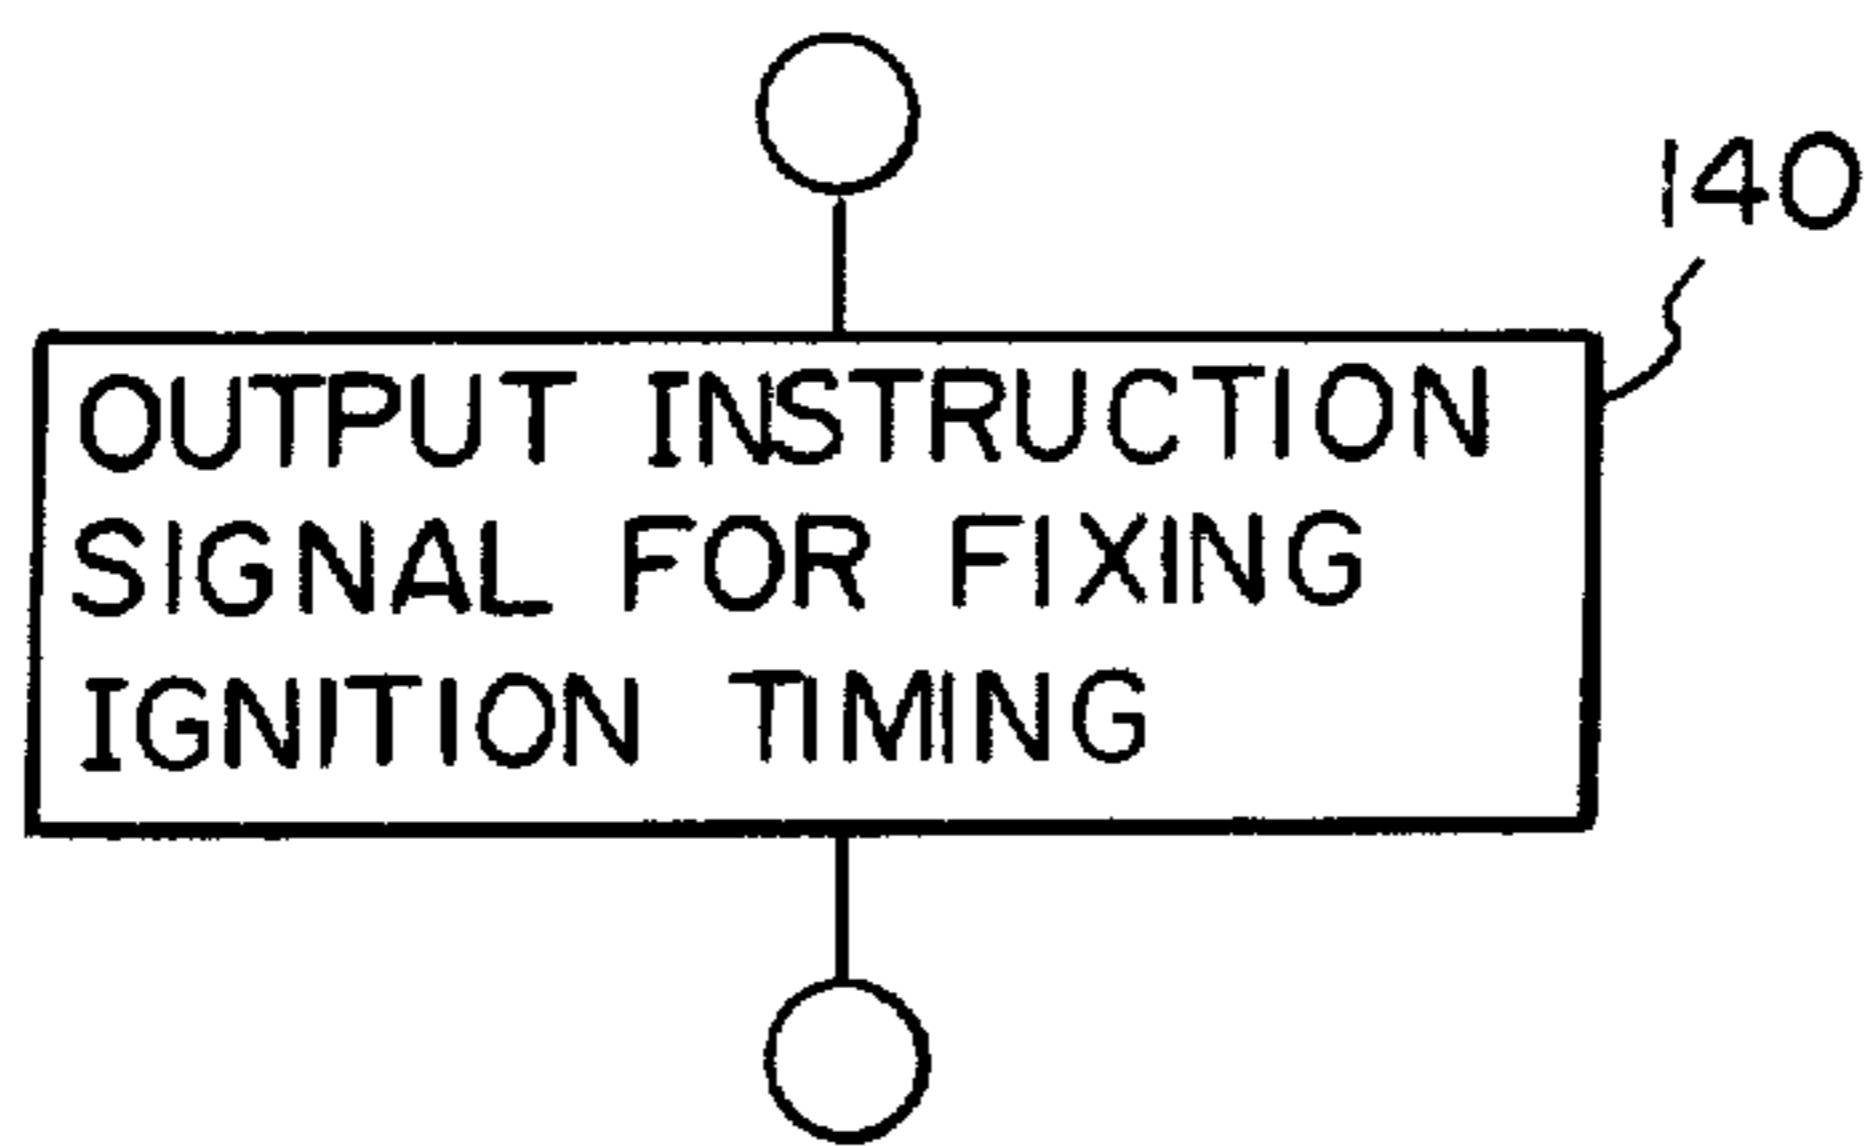 140
OUTPUT INSTRUCTION
SIGNAL FOR FIXING
IGNITION TIMING